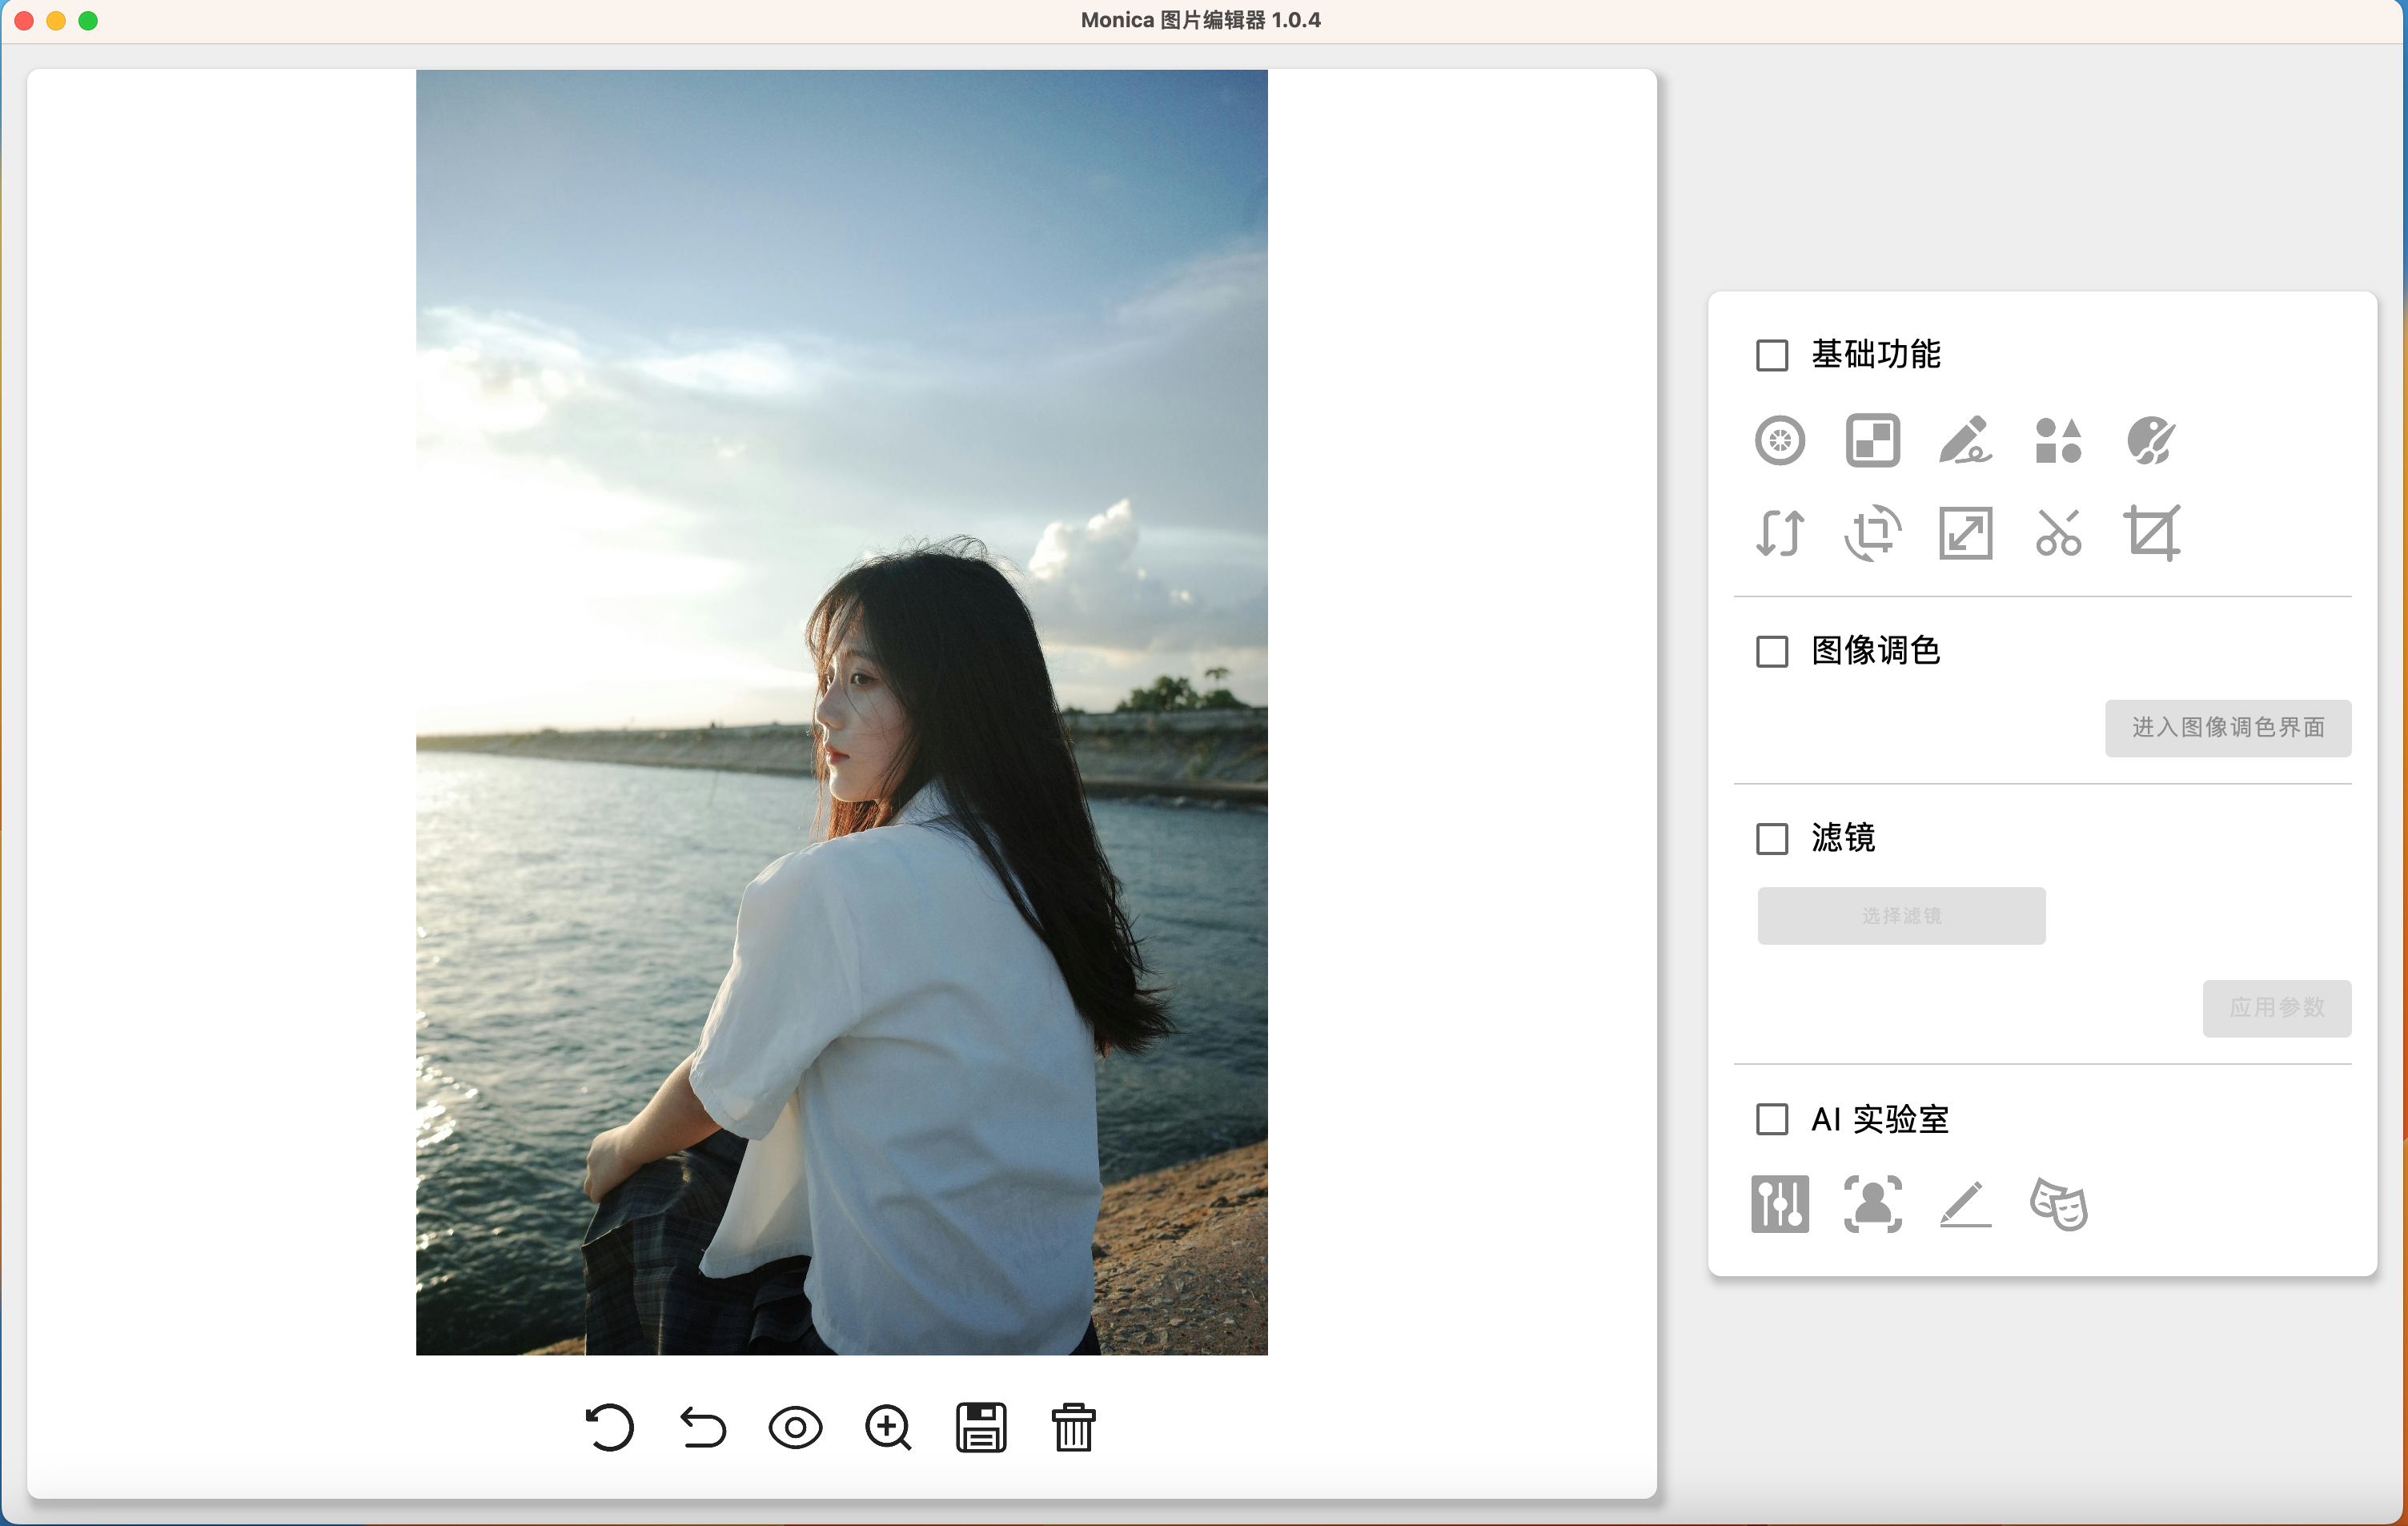 Monica 图片编辑器 1.0.4
基础功能
图像调色
进入图像调色界面
滤镜
选择滤镜
应用参数
AI 实验室